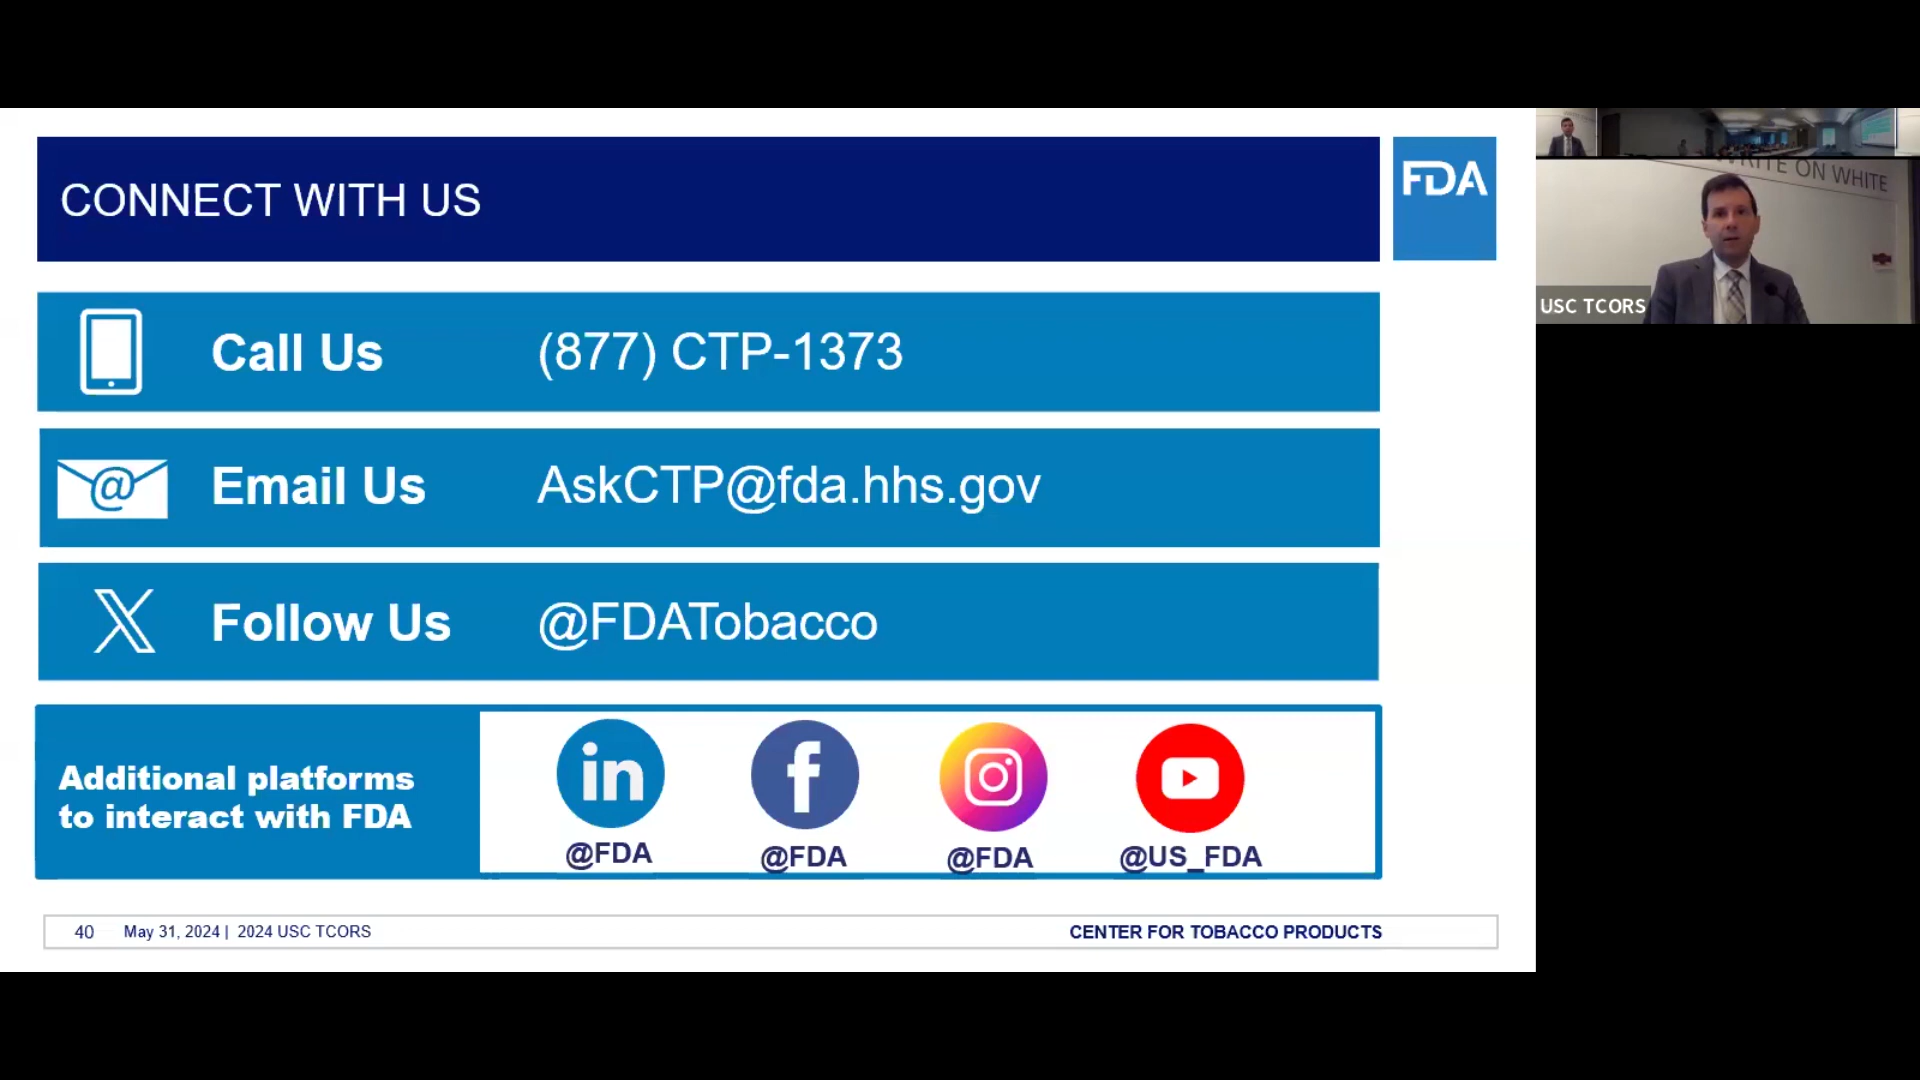 CONNECT WITH US
FDA
Call Us (877) CTP-1373
@ Email Us AskCTP@fda.hhs.gov
X Follow Us @FDATobacco
Additional platforms
to interact with FDA
in f
@FDA @FDA @FDA @US_FDA
40 May 31, 2024 | 2024 USC TCORS CENTER FOR TOBACCO PRODUCTS
WRITE ON WHITE
USC TCORS